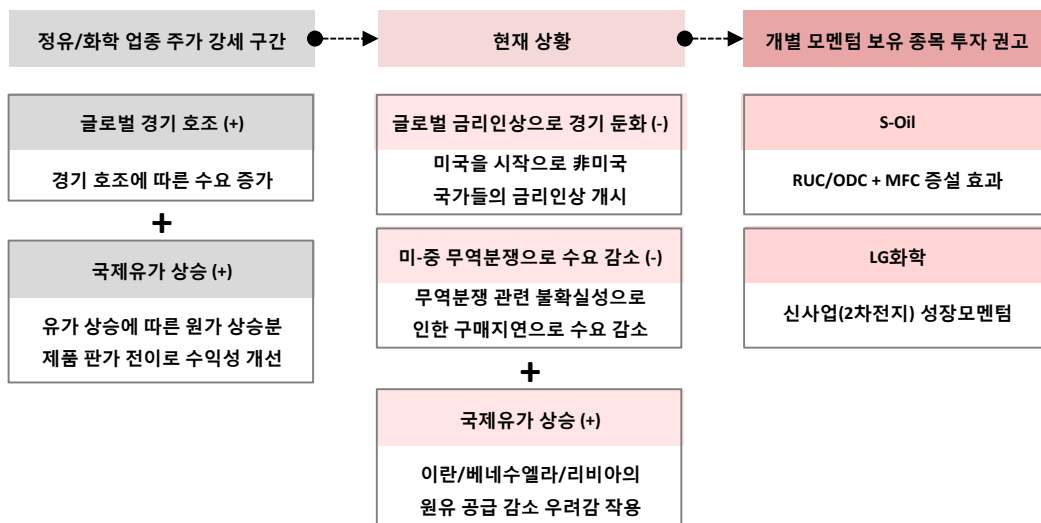 정유/화학 업종 주가 강세 구간
현재 상황
개별 모멘텀 보유 종목 투자 권고
글로벌 경기 호조 (+)
경기 호조에 따른 수요 증가
+
국제유가 상승 (+)
유가 상승에 따른 원가 상승분
제품 판가 전이로 수익성 개선
글로벌 금리인상으로 경기 둔화 (-)
미국을 시작으로 非미국
국가들의 금리인상 개시
미-중 무역분쟁으로 수요 감소 (-)
무역분쟁 관련 불확실성으로
인한 구매지연으로 수요 감소
+
국제유가 상승 (+)
이란/베네수엘라/리비아의
원유 공급 감소 우려감 작용
S-Oil
RUC/ODC + MFC 증설 효과
LG화학
신사업(2차전지) 성장모멘텀